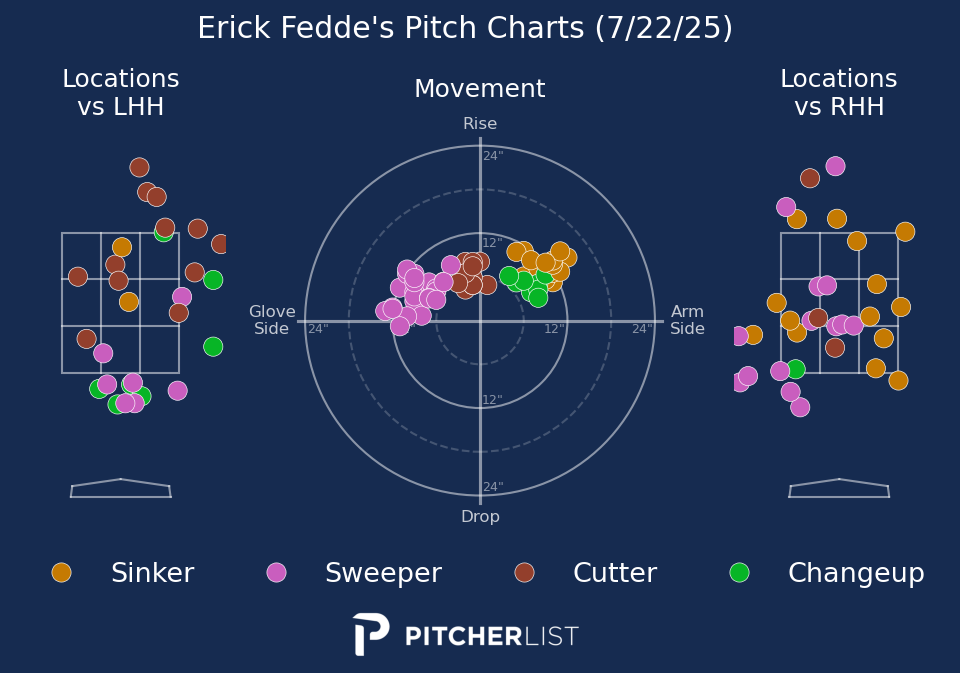 Erick Fedde's Pitch Charts (7/22/25)
Locations
vs LHH
Movement
Locations
vs RHH
Rise
24"
12"
Glove
Side
24"
12"
24"
Arm
Side
12"
24"
Drop
Sinker
Sweeper
Cutter
Changeup
PITCHERLIST